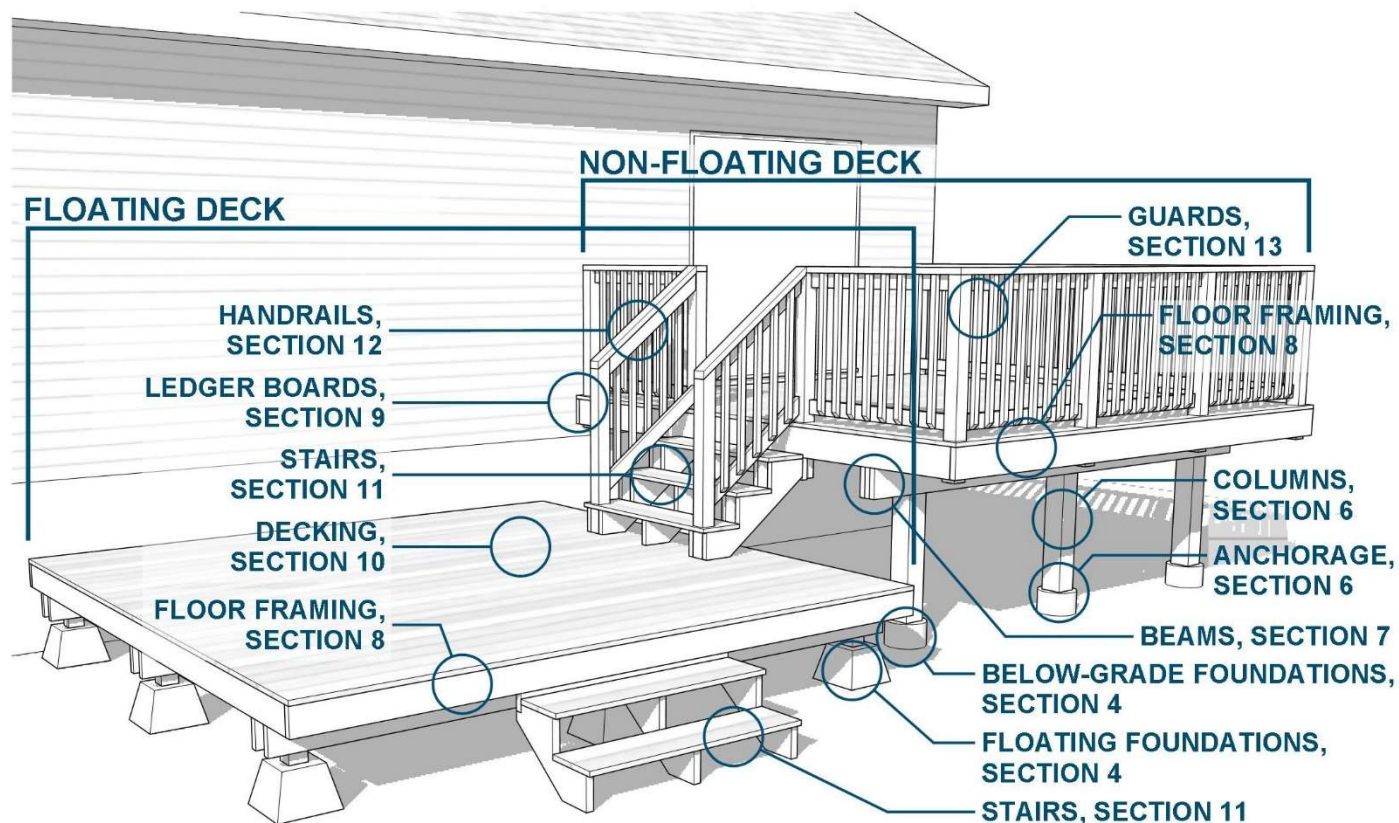 NON-FLOATING DECK
FLOATING DECK
GUARDS,
SECTION 13
HANDRAILS,
SECTION 12
FLOOR FRAMING,
SECTION 8
LEDGER BOARDS,
SECTION 9
STAIRS,
SECTION 11
COLUMNS,
SECTION 6
DECKING,
SECTION 10
ANCHORAGE,
SECTION 6
FLOOR FRAMING,
SECTION 8
BEAMS, SECTION 7
BELOW-GRADE FOUNDATIONS,
SECTION 4
FLOATING FOUNDATIONS,
SECTION 4
STAIRS, SECTION 11